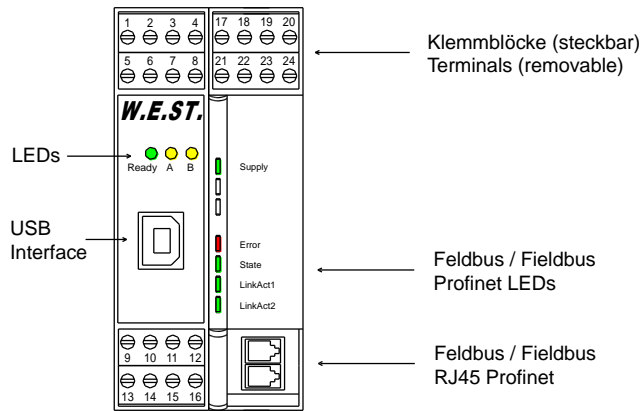 1 2 3 4
17 18 19 20
5 6 7 8
21 22 23 24
Klemmblöcke (steckbar)
Terminals (removable)
W.E.ST.
LEDs
Ready A B
Supply
USB
Interface
Error
State
LinkAct1
LinkAct2
Feldbus / Fieldbus
Profinet LEDs
9 10 11 12
13 14 15 16
Feldbus / Fieldbus
RJ45 Profinet